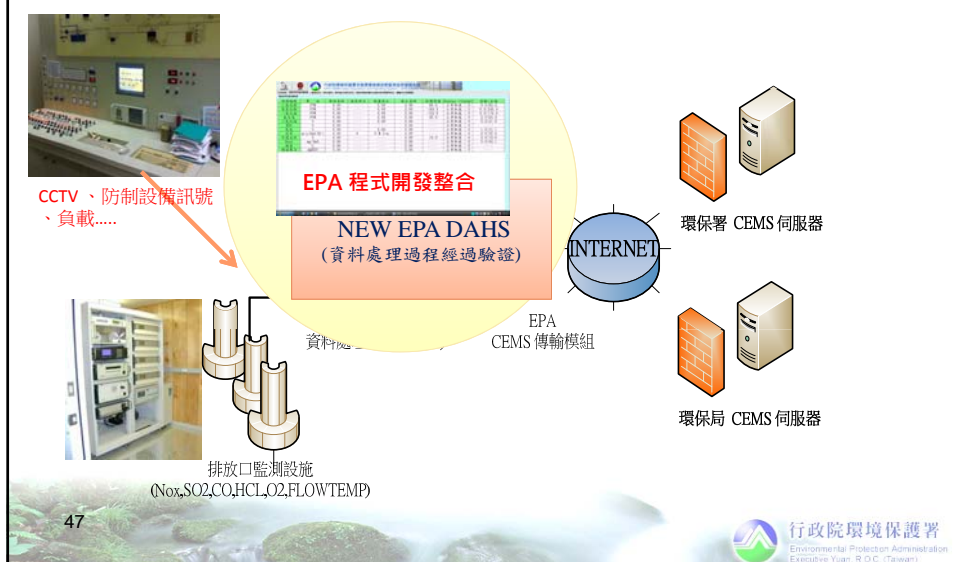 EPA 程式開發整合
CCTV 、防制設備訊號
、負載.....
NEW EPA DAHS
(資料處理過程經過驗證)
INTERNET
環保署 CEMS 伺服器
EPA
CEMS 傳輸模組
環保局 CEMS 伺服器
排放口監測設施
(Nox,SO2,CO,HCL,O2,FLOWTEMP)
47
行政院環境保護署
Environmental Protection Administration
Executive Yuan, R.O.C. (Taiwan)